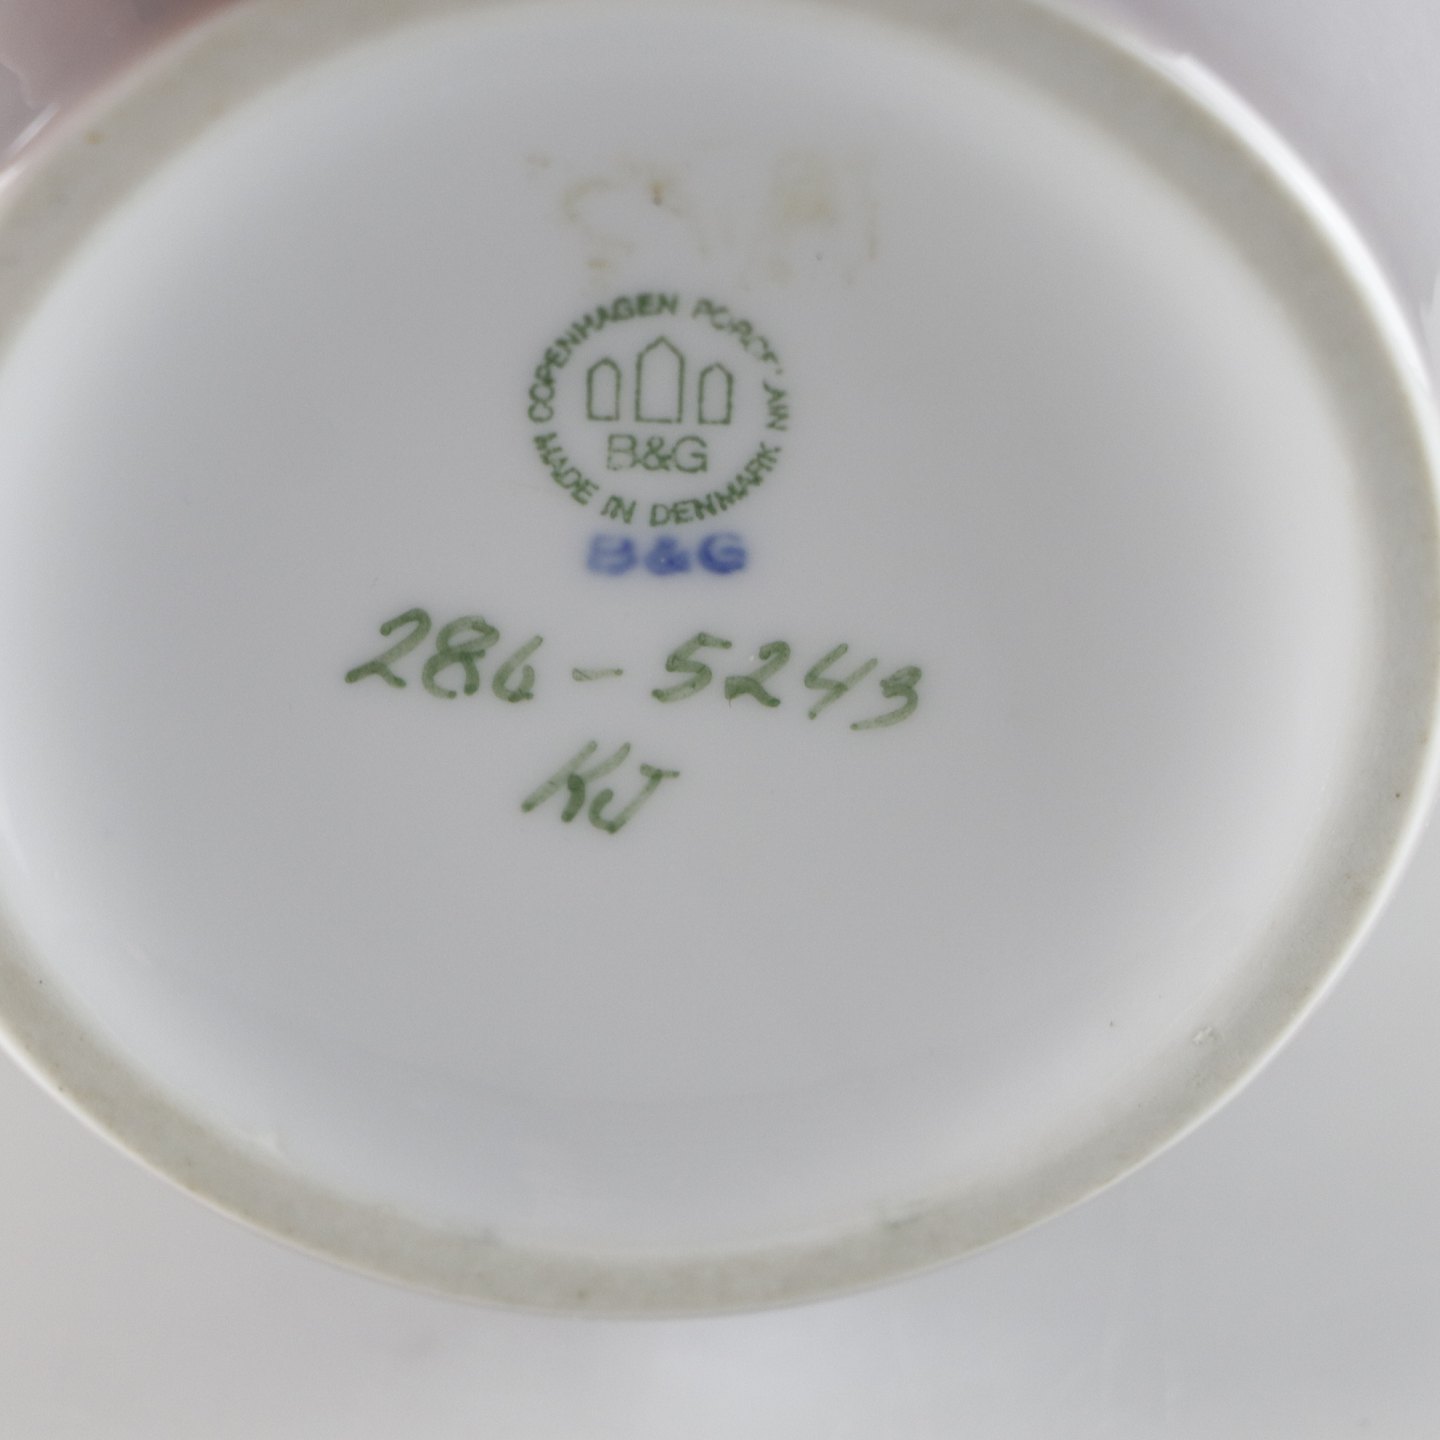 COPENHAGEN PORCELAIN
B&G
MADE IN DENMARK
B&G
286-5243
KJ